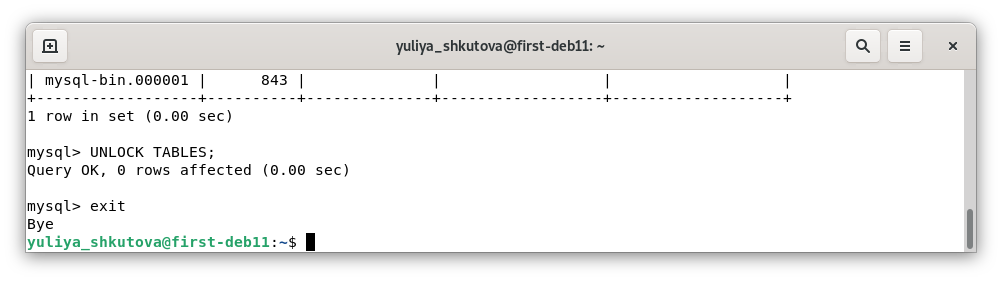 yuliya_shkutova@first-deb11: ~
| mysql-bin.000001 |      843 |              |                  |                   |
+------------------+----------+--------------+------------------+-------------------+
1 row in set (0.00 sec)
mysql> UNLOCK TABLES;
Query OK, 0 rows affected (0.00 sec)
mysql> exit
Bye
yuliya_shkutova@first-deb11:~$